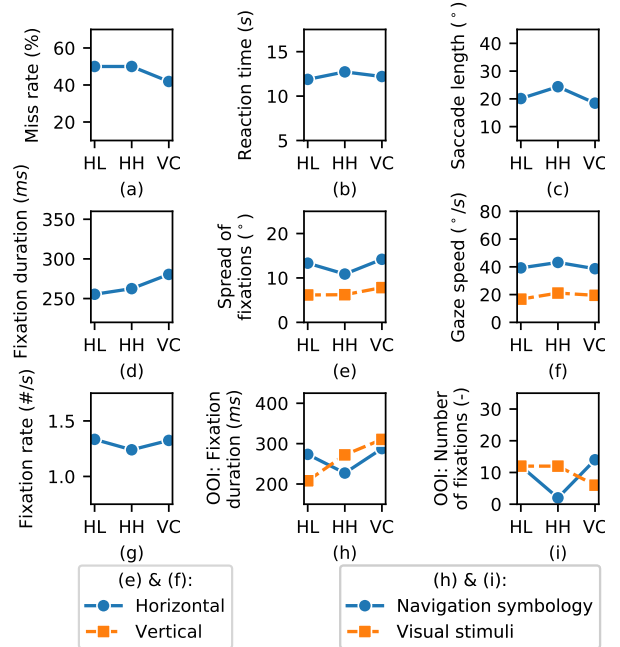 Miss rate (%)
60
40
20
HL HH VC
(a)
Reaction time (s)
15
10
5
HL HH VC
(b)
Saccade length (°)
40
30
20
10
HL HH VC
(c)
Fixation duration (ms)
350
300
250
HL HH VC
(d)
Spread of
fixations (°)
20
10
0
HL HH VC
(e)
Gaze speed (°/s)
80
60
40
20
0
HL HH VC
(f)
Fixation rate (#/s)
1.5
1.0
HL HH VC
(g)
OOI: Fixation
duration (ms)
400
300
200
HL HH VC
(h)
OOI: Number
of fixations (-)
30
20
10
0
HL HH VC
(i)
(e) & (f):
Horizontal
Vertical
(h) & (i):
Navigation symbology
Visual stimuli